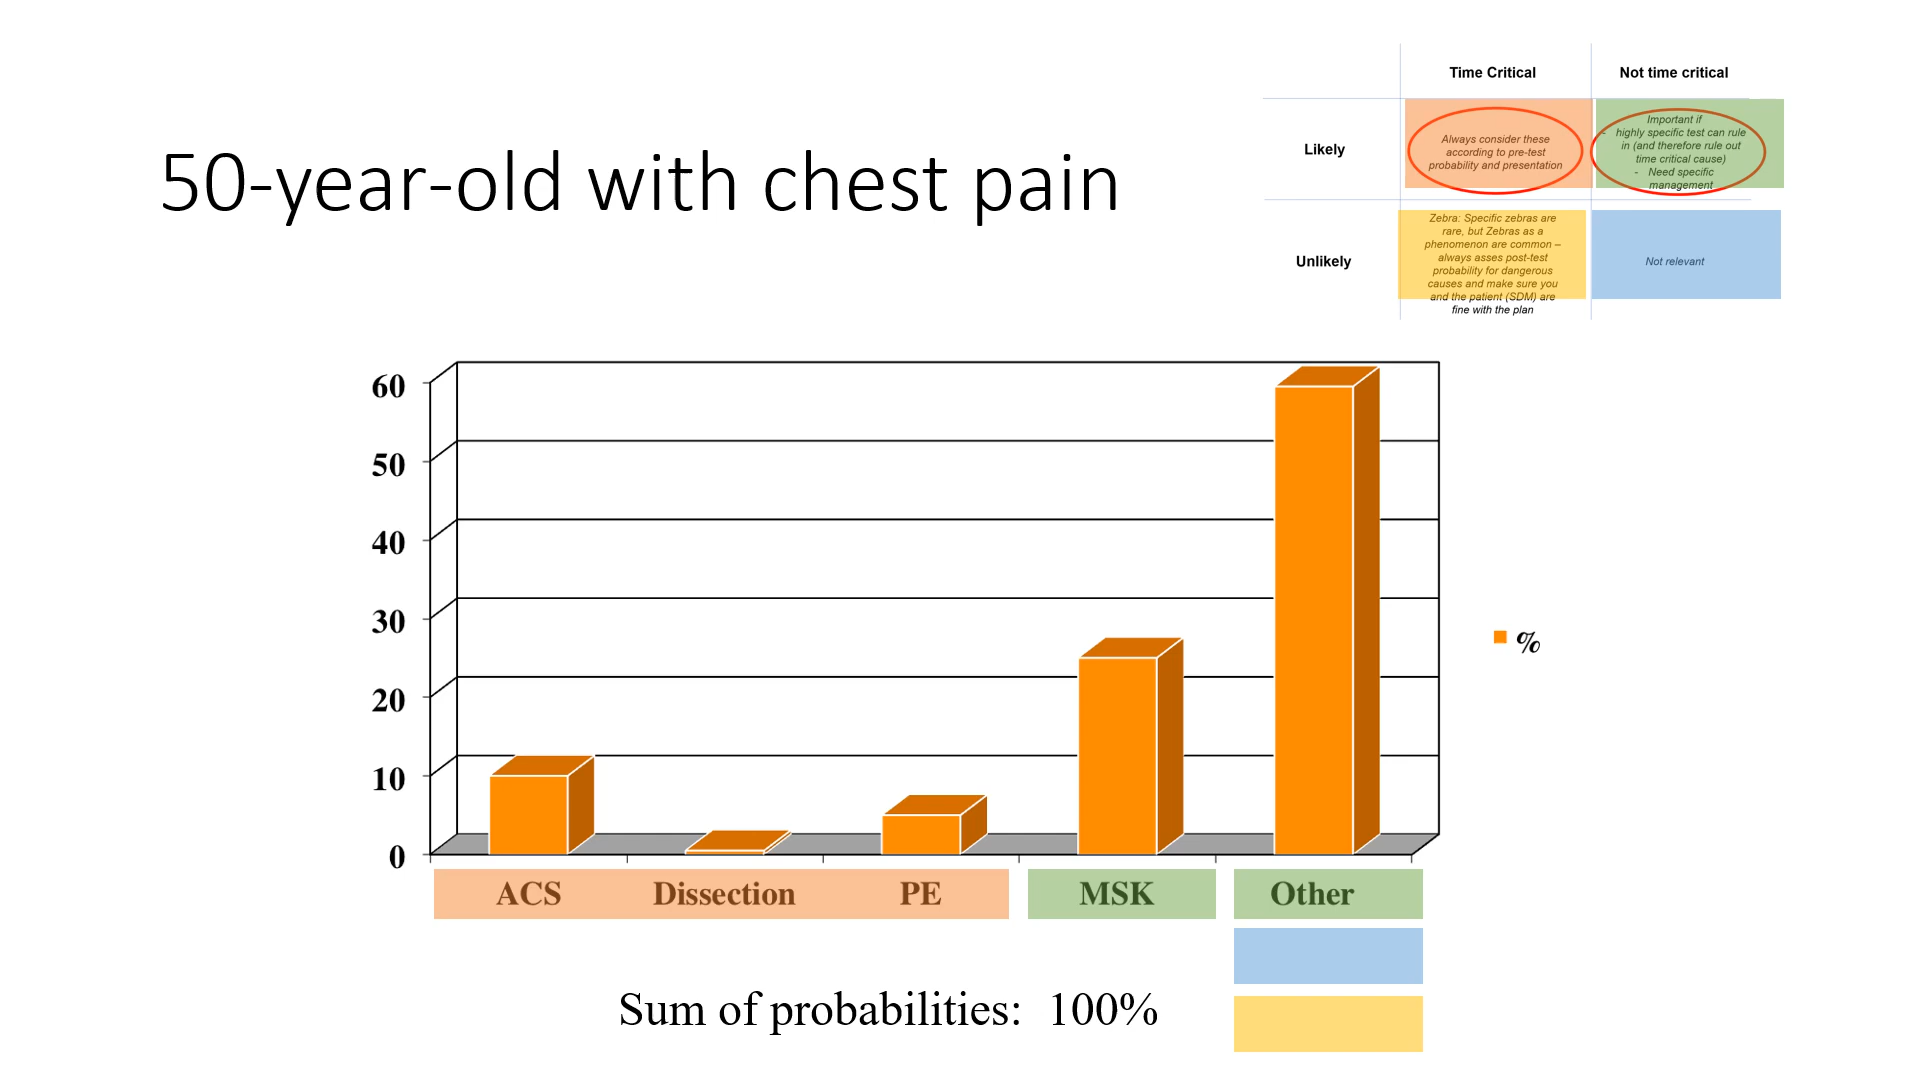 50-year-old with chest pain
Time Critical
Not time critical
Likely
Always consider these
according to pre-test
probability and presentation
Important if
- highly specific test can rule
in (and therefore rule out
time critical cause)
- Need specific
management
Unlikely
Zebra: Specific zebras are
rare, but Zebras as a
phenomenon are common –
always asses post-test
probability for dangerous
causes and make sure you
and the patient (SDM) are
fine with the plan
Not relevant
60
50
40
30
20
10
0
%
ACS
Dissection
PE
MSK
Other
Sum of probabilities: 100%